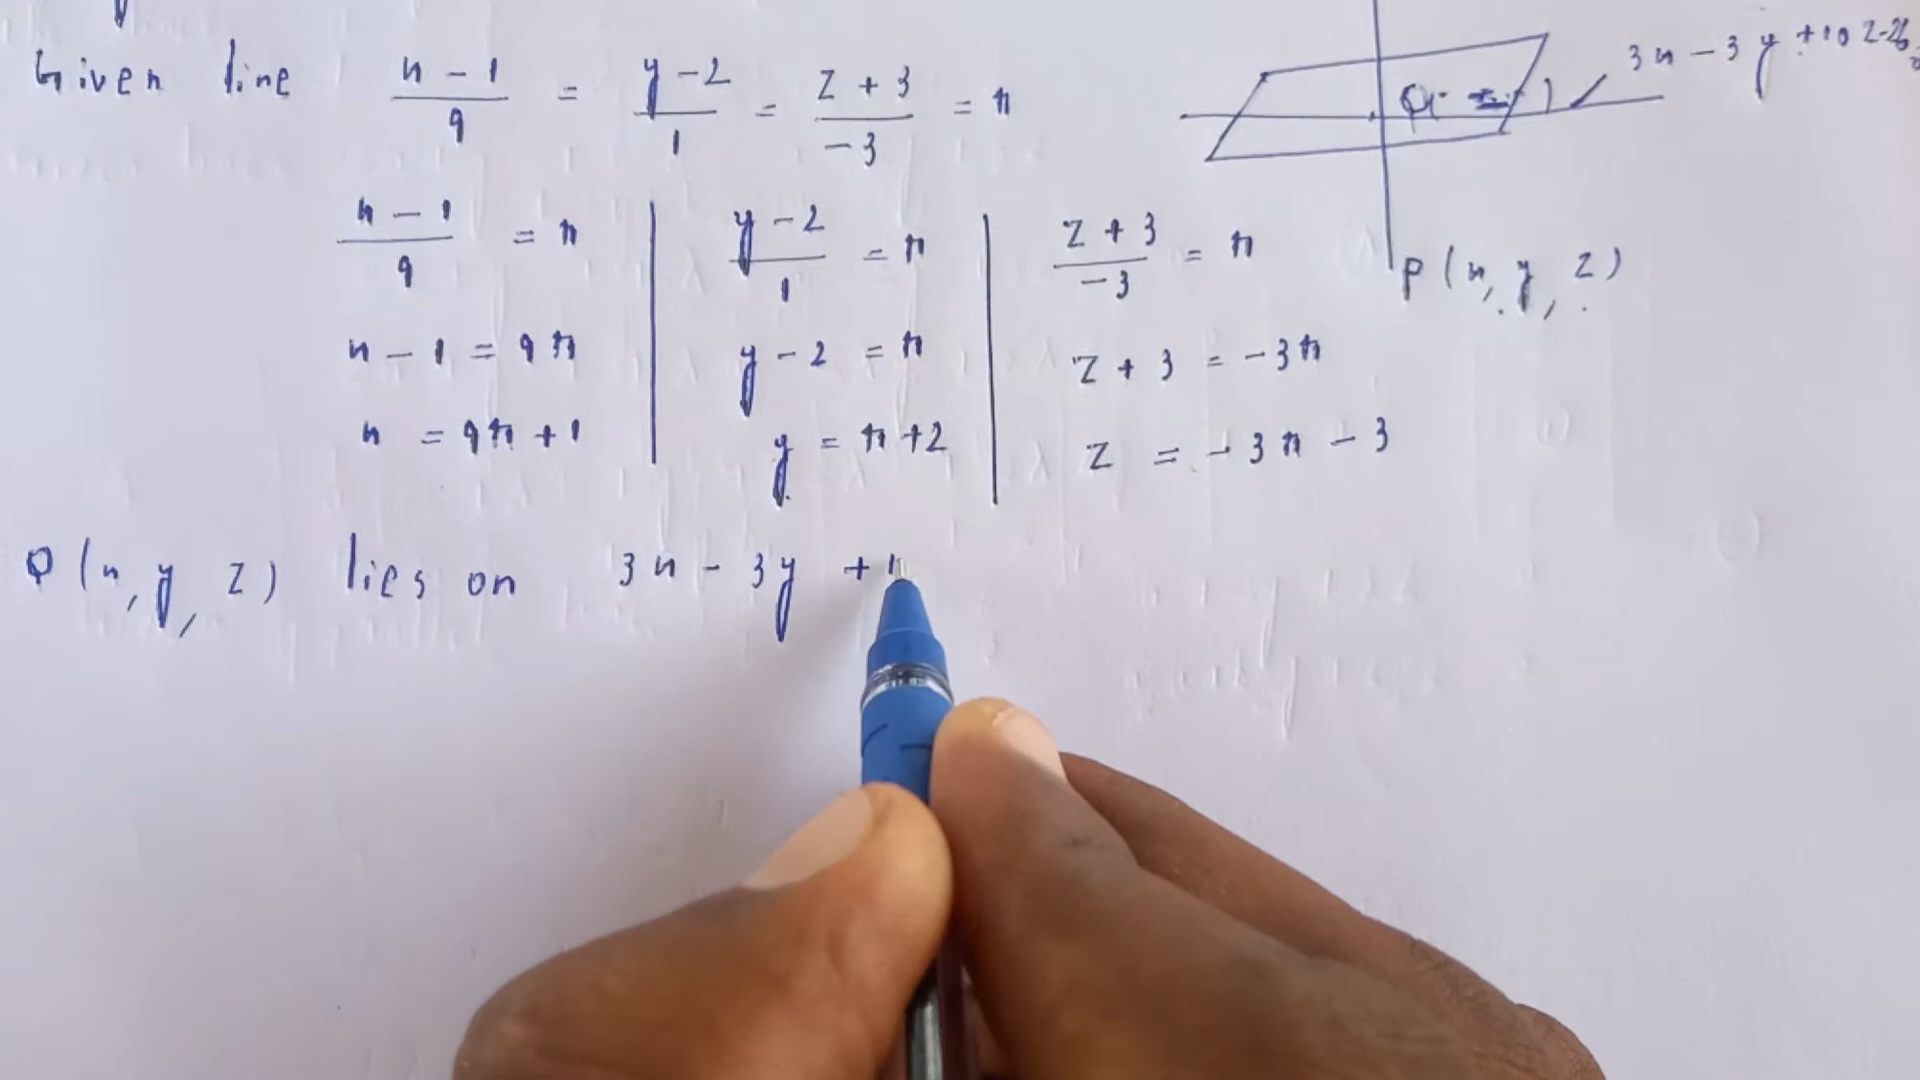 Given line x - 1 / 9 = y - 2 / 1 = z + 3 / -3 = r
3x - 3y + 10z - 26
x - 1 / 9 = r | y - 2 / 1 = r | z + 3 / -3 = r
P(x, y, z)
x - 1 = 9r | y - 2 = r | z + 3 = -3r
x = 9r + 1 | y = r + 2 | z = -3r - 3
Q(x, y, z) lies on 3x - 3y + 1